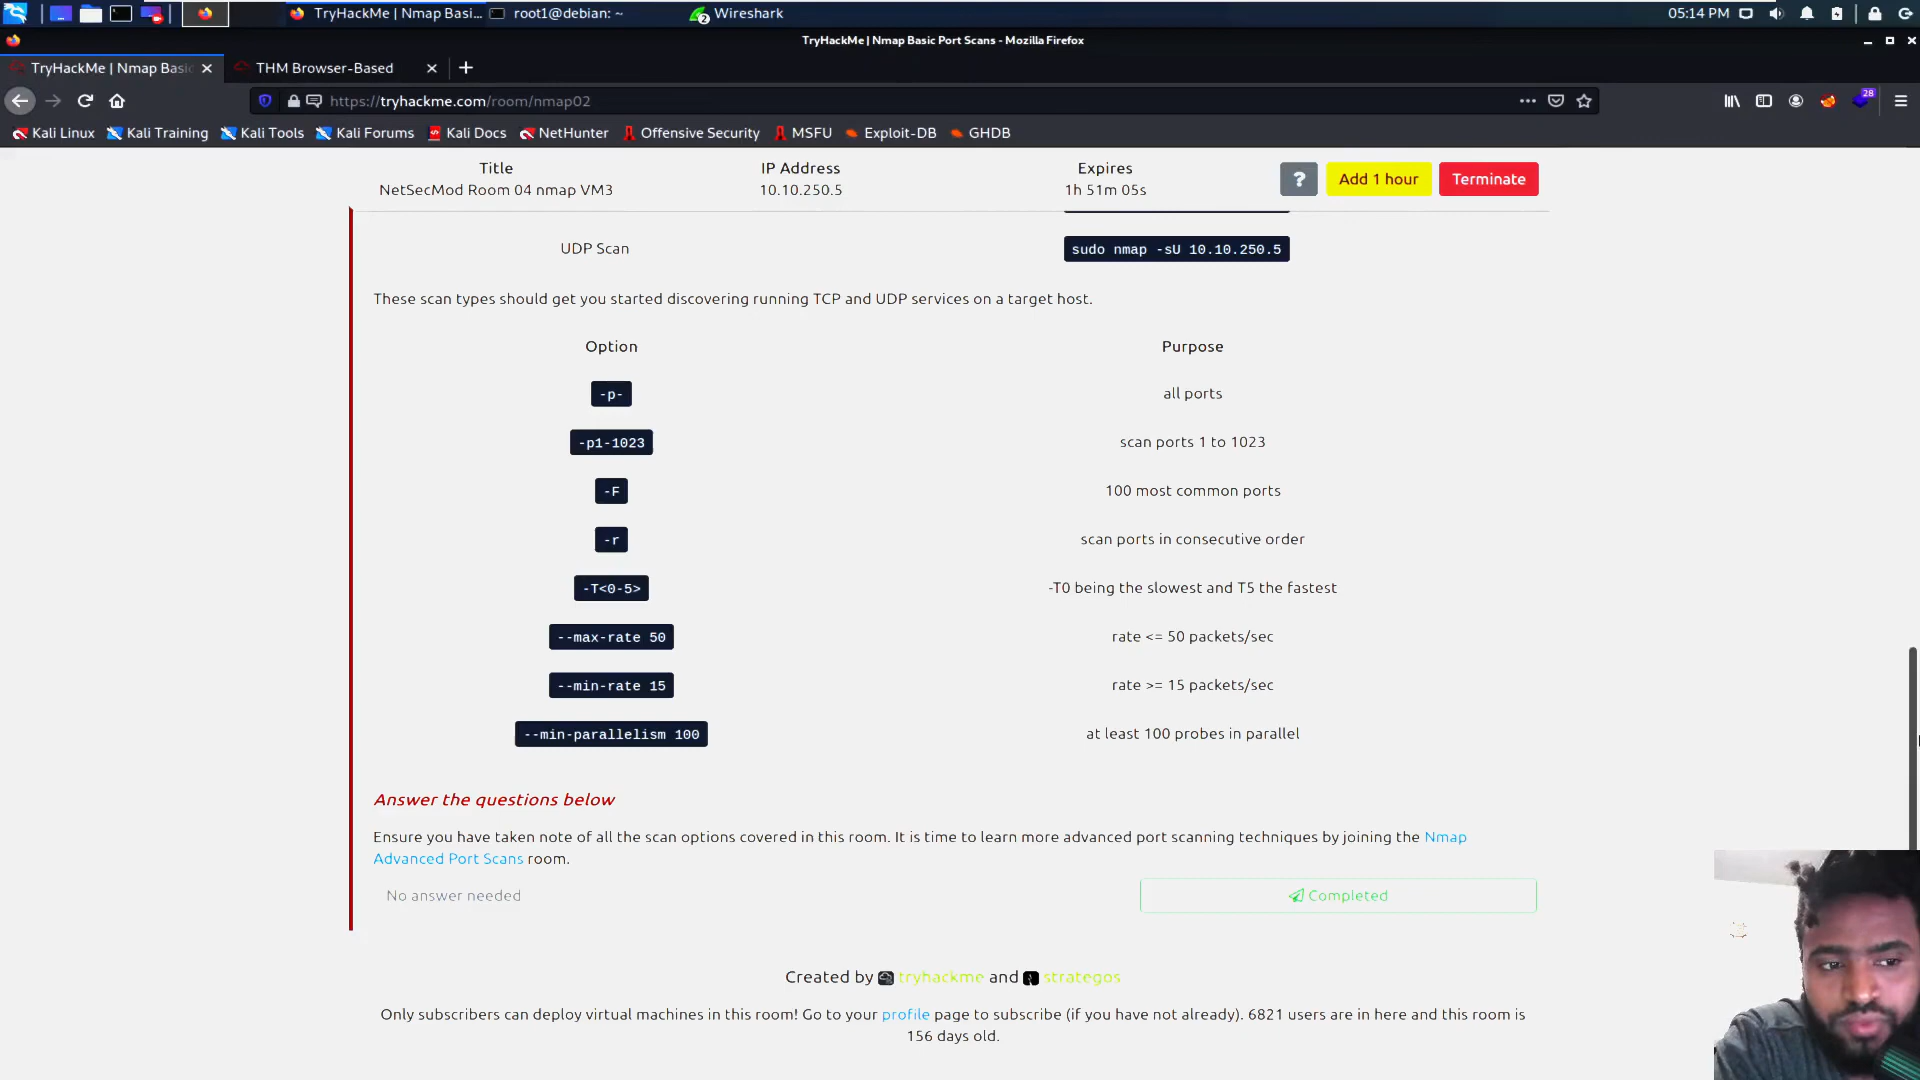 TryHackMe | Nmap Basi...
root1@debian: ~
2
Wireshark
05:14 PM
TryHackMe | Nmap Basic Port Scans - Mozilla Firefox
TryHackMe | Nmap Basic
THM Browser-Based
https://tryhackme.com/room/nmap02
28
Kali Linux
Kali Training
Kali Tools
Kali Forums
Kali Docs
NetHunter
Offensive Security
MSFU
Exploit-DB
GHDB
Title
IP Address
Expires
NetSecMod Room 04 nmap VM3
10.10.250.5
1h 51m 05s
?
Add 1 hour
Terminate
UDP Scan
sudo nmap -sU 10.10.250.5
These scan types should get you started discovering running TCP and UDP services on a target host.
Option
Purpose
-p-
all ports
-p1-1023
scan ports 1 to 1023
-F
100 most common ports
-r
scan ports in consecutive order
-T<0-5>
-T0 being the slowest and T5 the fastest
--max-rate 50
rate <= 50 packets/sec
--min-rate 15
rate >= 15 packets/sec
--min-parallelism 100
at least 100 probes in parallel
Answer the questions below
Ensure you have taken note of all the scan options covered in this room. It is time to learn more advanced port scanning techniques by joining the Nmap
Advanced Port Scans room.
No answer needed
Completed
Created by tryhackme and strategos
Only subscribers can deploy virtual machines in this room! Go to your profile page to subscribe (if you have not already). 6821 users are in here and this room is
156 days old.